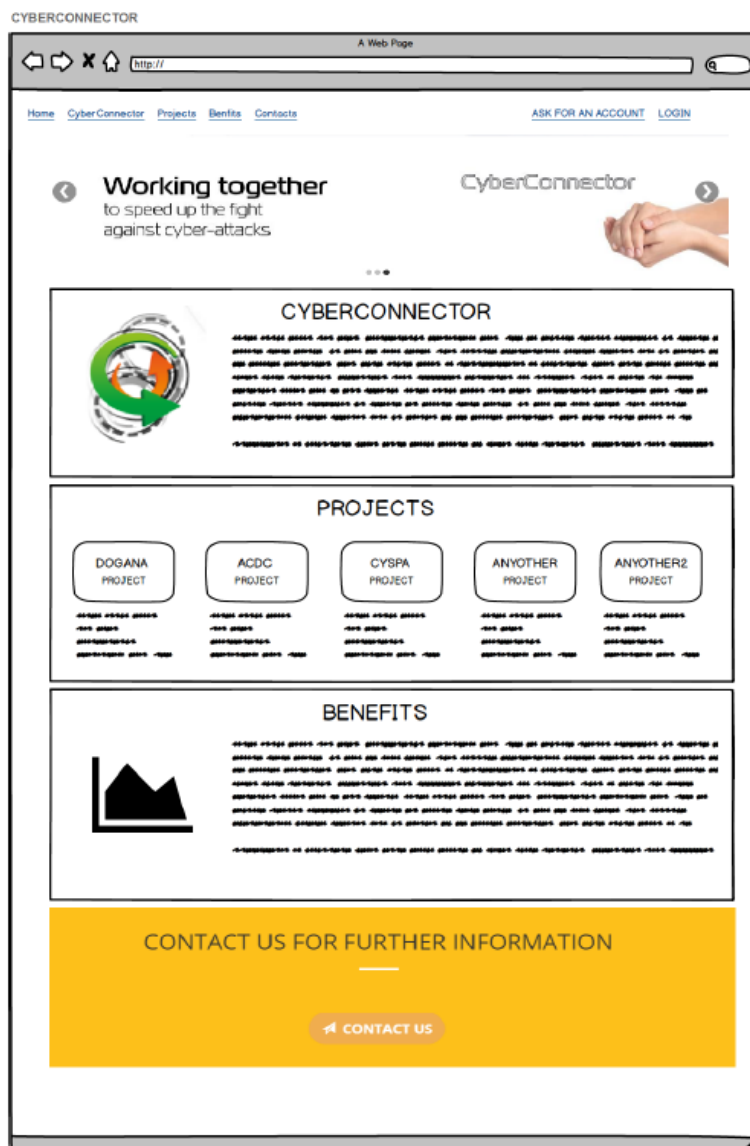 CYBERCONNECTOR
A Web Page
http://
Home CyberConnector Projects Benfits Contacts ASK FOR AN ACCOUNT LOGIN
Working together
to speed up the fight
against cyber-attacks
CyberConnector
CYBERCONNECTOR
PROJECTS
DOGANA
PROJECT
ACDC
PROJECT
CYSPA
PROJECT
ANYOTHER
PROJECT
ANYOTHER2
PROJECT
BENEFITS
CONTACT US FOR FURTHER INFORMATION
CONTACT US